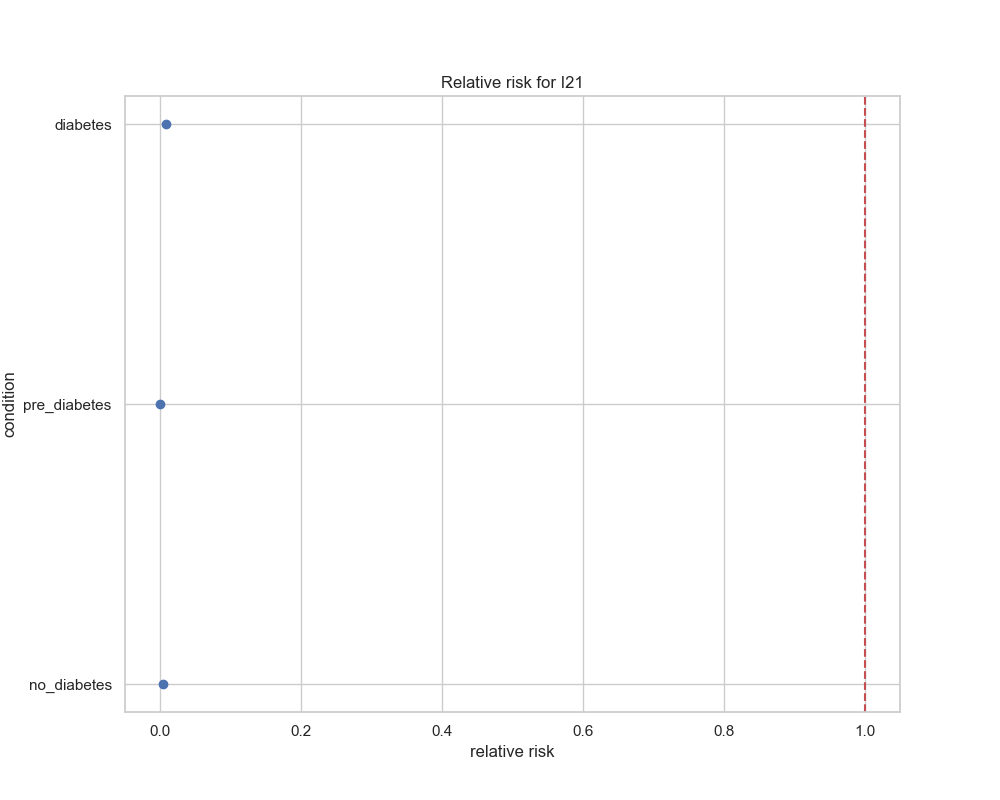 Relative risk for I21
diabetes
pre_diabetes
no_diabetes
condition
0.0 0.2 0.4 0.6 0.8 1.0
relative risk